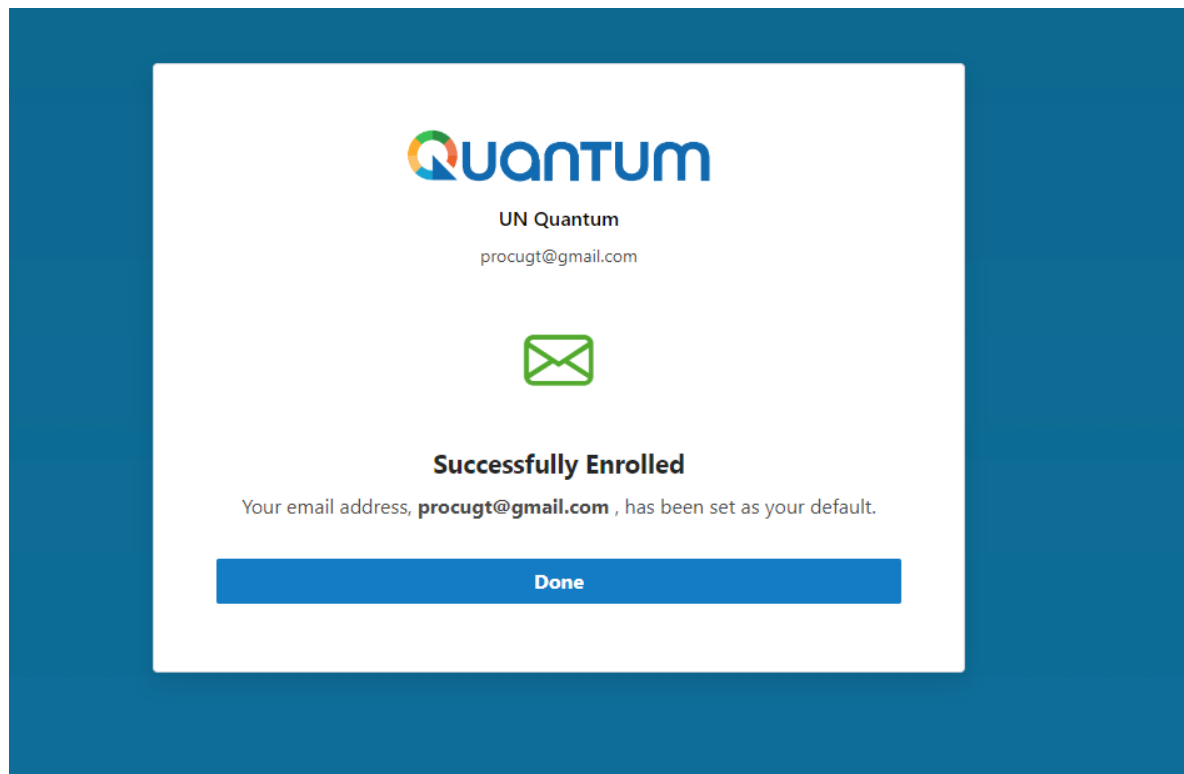 Quantum
UN Quantum
procugt@gmail.com
Successfully Enrolled
Your email address, procugt@gmail.com , has been set as your default.
Done